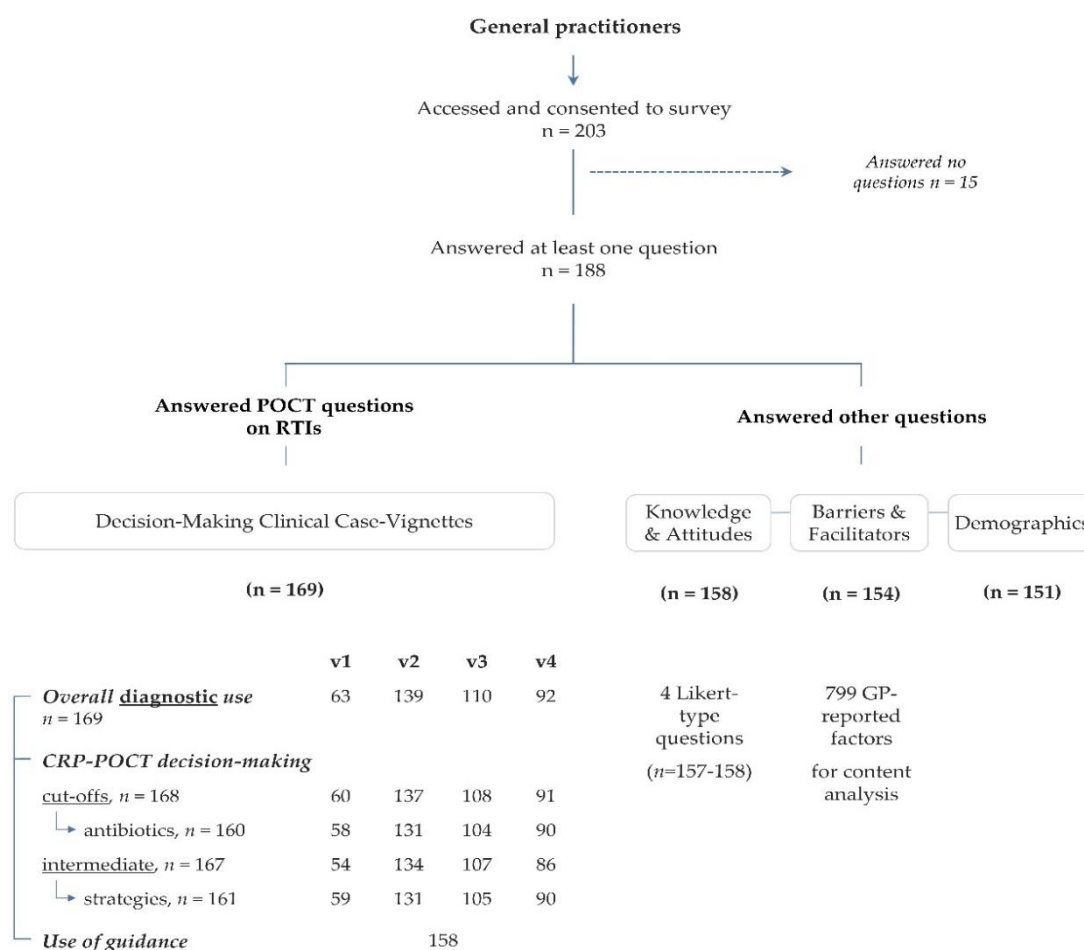 General practitioners
Accessed and consented to survey
n = 203
Answered no
questions n = 15
Answered at least one question
n = 188
Answered POCT questions
on RTIs
Answered other questions
Decision-Making Clinical Case-Vignettes
Knowledge
& Attitudes
Barriers &
Facilitators
Demographics
(n = 169)
(n = 158)
(n = 154)
(n = 151)
v1 v2 v3 v4
Overall diagnostic use 63 139 110 92
n = 169
CRP-POCT decision-making
cut-offs, n = 168 60 137 108 91
antibiotics, n = 160 58 131 104 90
intermediate, n = 167 54 134 107 86
strategies, n = 161 59 131 105 90
Use of guidance 158
4 Likert-
type
questions
(n=157-158)
799 GP-
reported
factors
for content
analysis